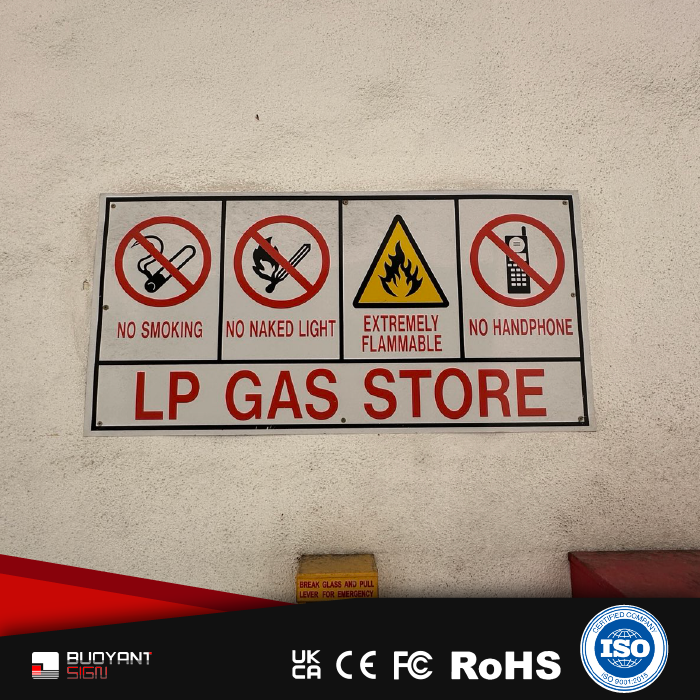 NO SMOKING
NO NAKED LIGHT
EXTREMELY
FLAMMABLE
NO HANDPHONE
LP GAS STORE
BREAK GLASS AND PULL
LEVER FOR EMERGENCY
BUOYANT
SIGN
UK
CA
CE
FC
RoHS
CERTIFIED COMPANY
ISO
ISO 9001:2015